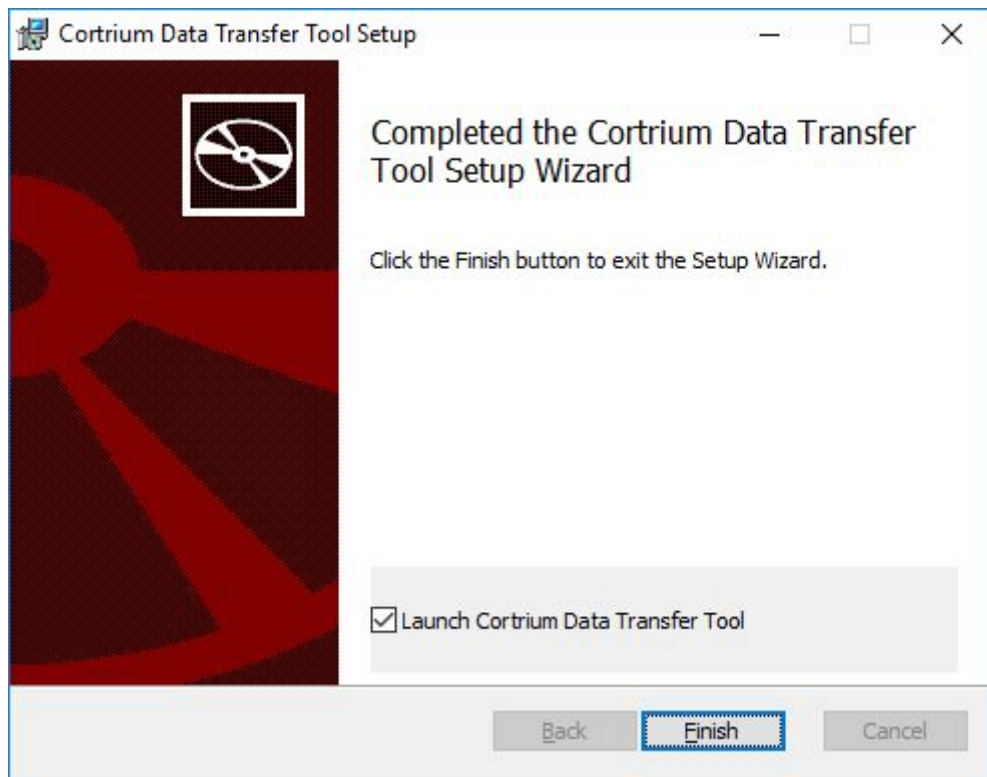 Cortrium Data Transfer Tool Setup
Completed the Cortrium Data Transfer
Tool Setup Wizard
Click the Finish button to exit the Setup Wizard.
Launch Cortrium Data Transfer Tool
Back Finish Cancel